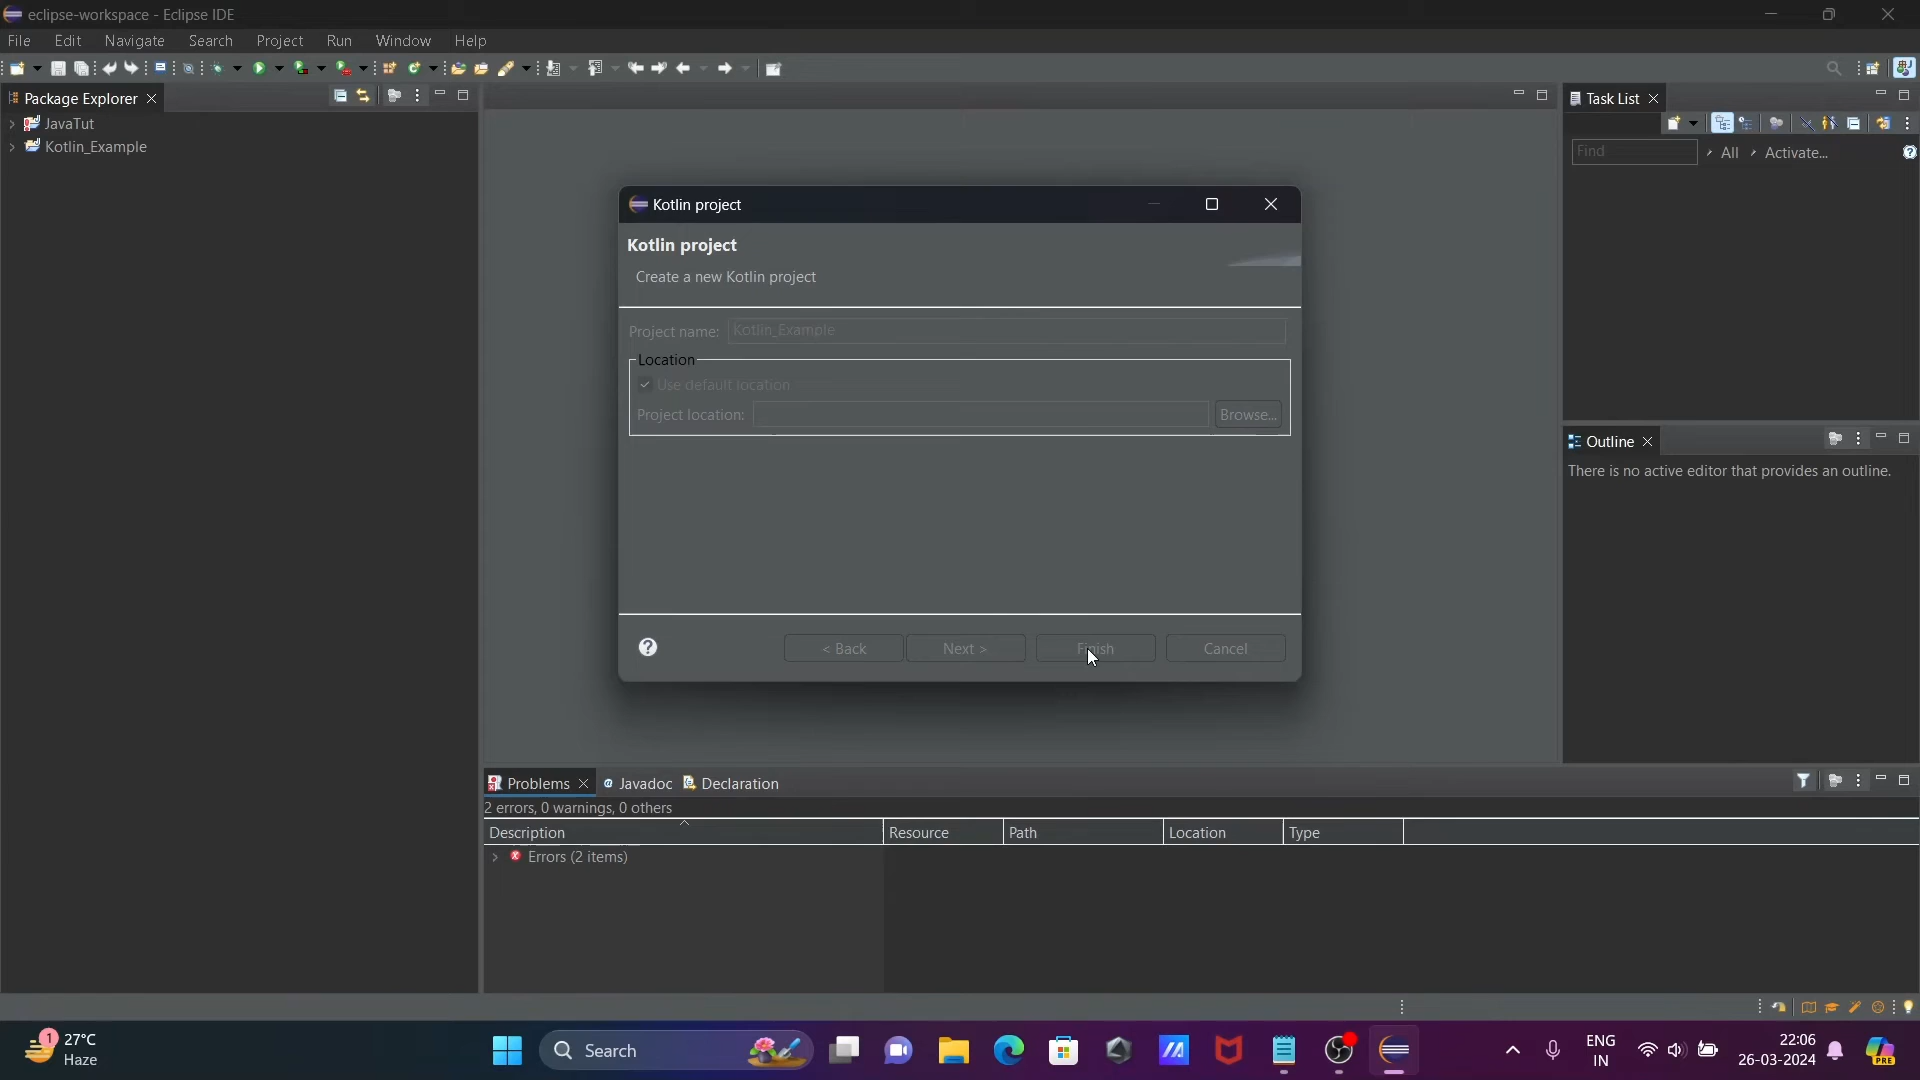 eclipse-workspace - Eclipse IDE
File Edit Navigate Search Project Run Window Help
Package Explorer
JavaTut
Kotlin_Example
Kotlin project
Kotlin project
Create a new Kotlin project
Project name: Kotlin_Example
Location
Use default location
Project location: Browse...
< Back Next > Finish Cancel
Task List
Find All Activate...
Outline
There is no active editor that provides an outline.
Problems Javadoc Declaration
2 errors, 0 warnings, 0 others
Description Resource Path Location Type
Errors (2 items)
1 27°C
Haze
Search
ENG
IN
22:06
26-03-2024
PRE